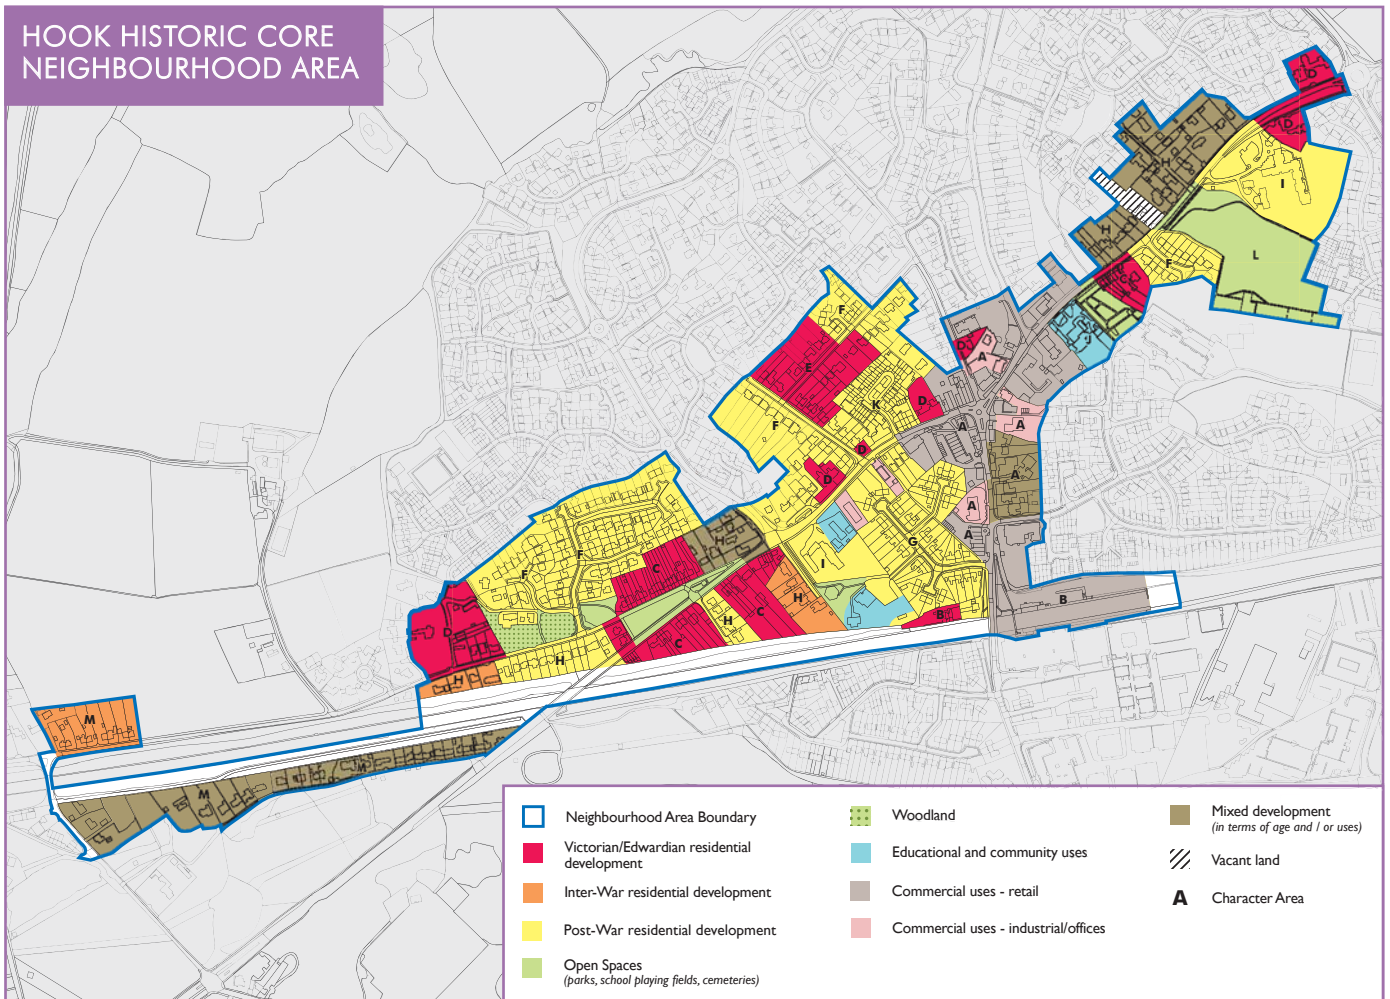 HOOK HISTORIC CORE
NEIGHBOURHOOD AREA
D
D
H
I
H
L
F
C
F
D
A
E
K
D
F
A
A
D
D
A
A
H
A
G
F
C
I
F
H
B
C
B
H
D
C
H
H
M
M
M
Neighbourhood Area Boundary
Victorian/Edwardian residential
development
Inter-War residential development
Post-War residential development
Open Spaces
(parks, school playing fields, cemeteries)
Woodland
Educational and community uses
Commercial uses - retail
Commercial uses - industrial/offices
Mixed development
(in terms of age and / or uses)
Vacant land
A Character Area